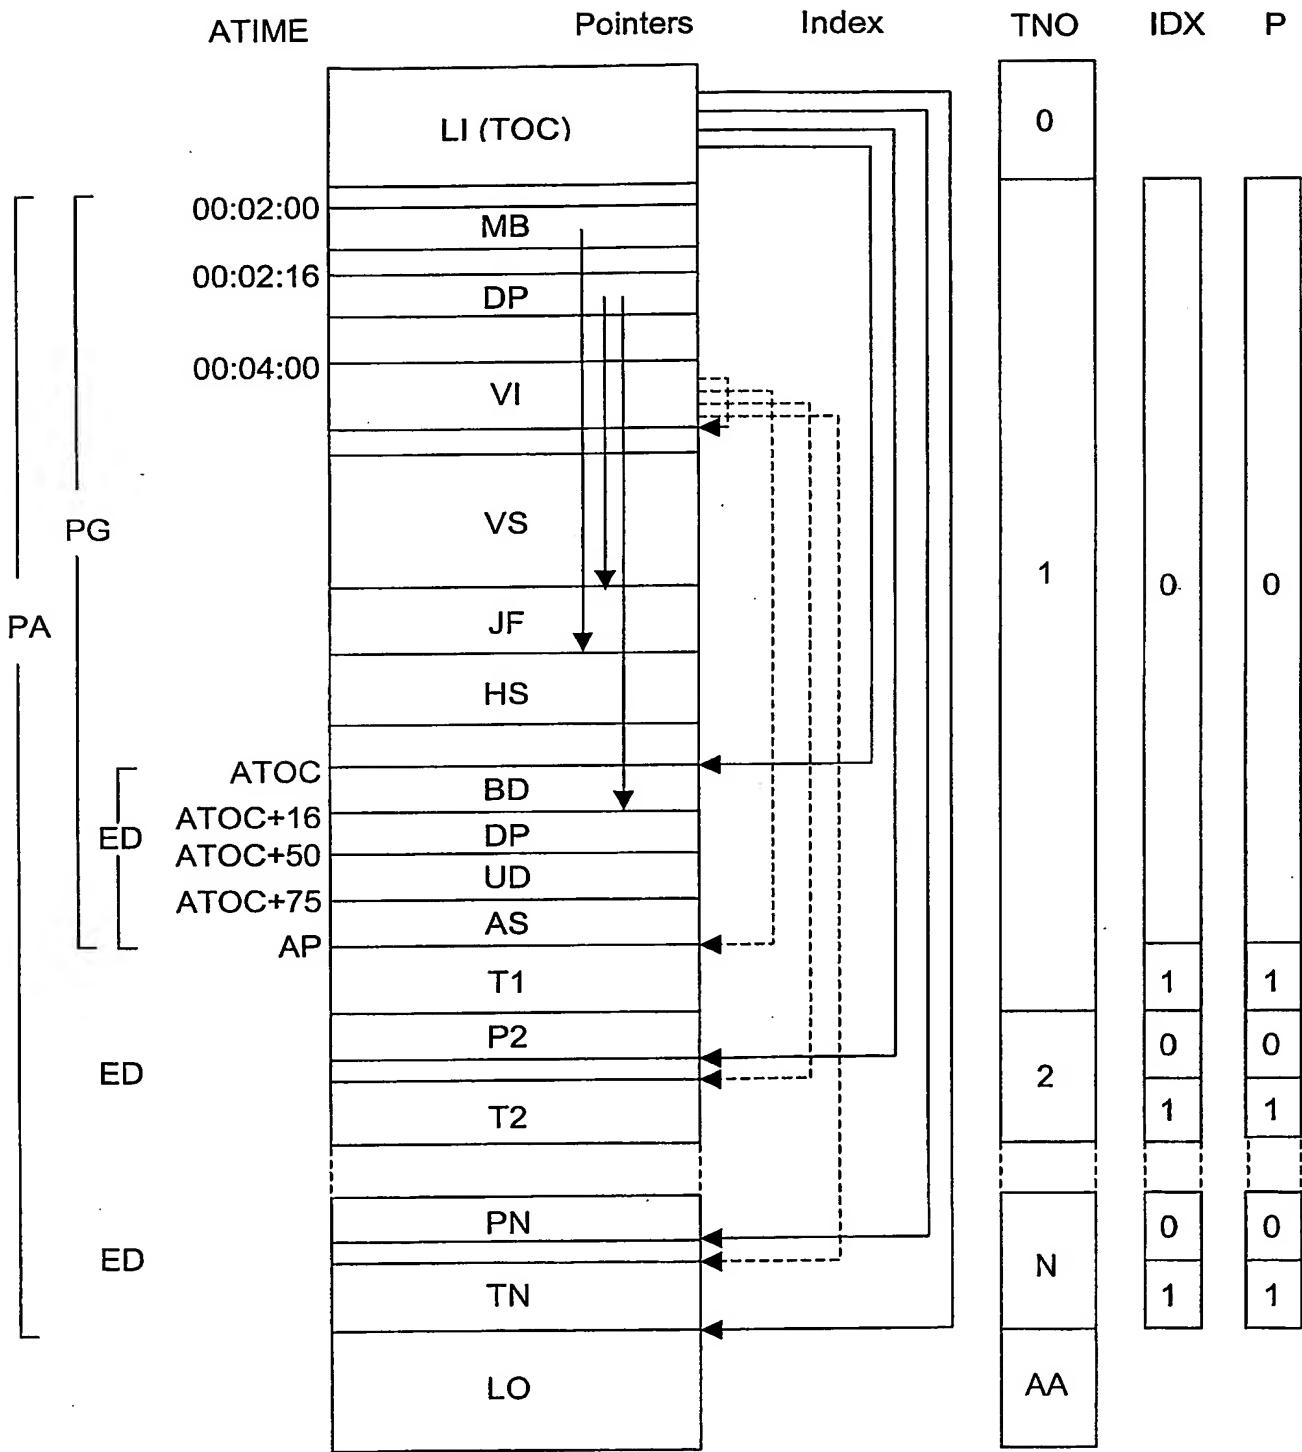 ATIME Pointers Index TNO IDX P
LI (TOC) 0
00:02:00 MB
00:02:16 DP
00:04:00 VI
VS
PG
1 0 0
PA
JF
HS
ATOC
BD
ATOC+16
ED DP
ATOC+50
UD
ATOC+75
AS
AP
T1 1 1
P2 0 0
ED 2
T2 1 1
PN 0 0
ED N
TN 1 1
LO AA